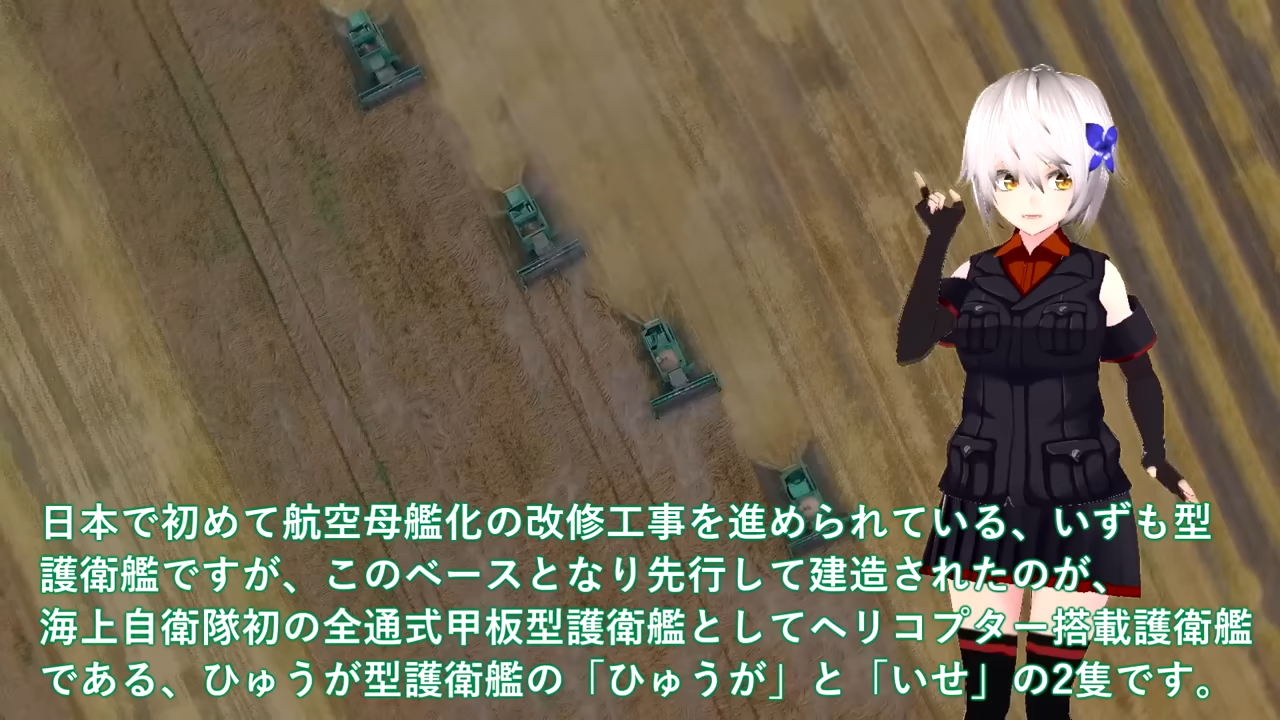 日本で初めて航空母艦化の改修工事を進められている、いずも型
護衛艦ですが、このベースとなり先行して建造されたのが、
海上自衛隊初の全通式甲板型護衛艦としてヘリコプター搭載護衛艦
である、ひゅうが型護衛艦の「ひゅうが」と「いせ」の2隻です。